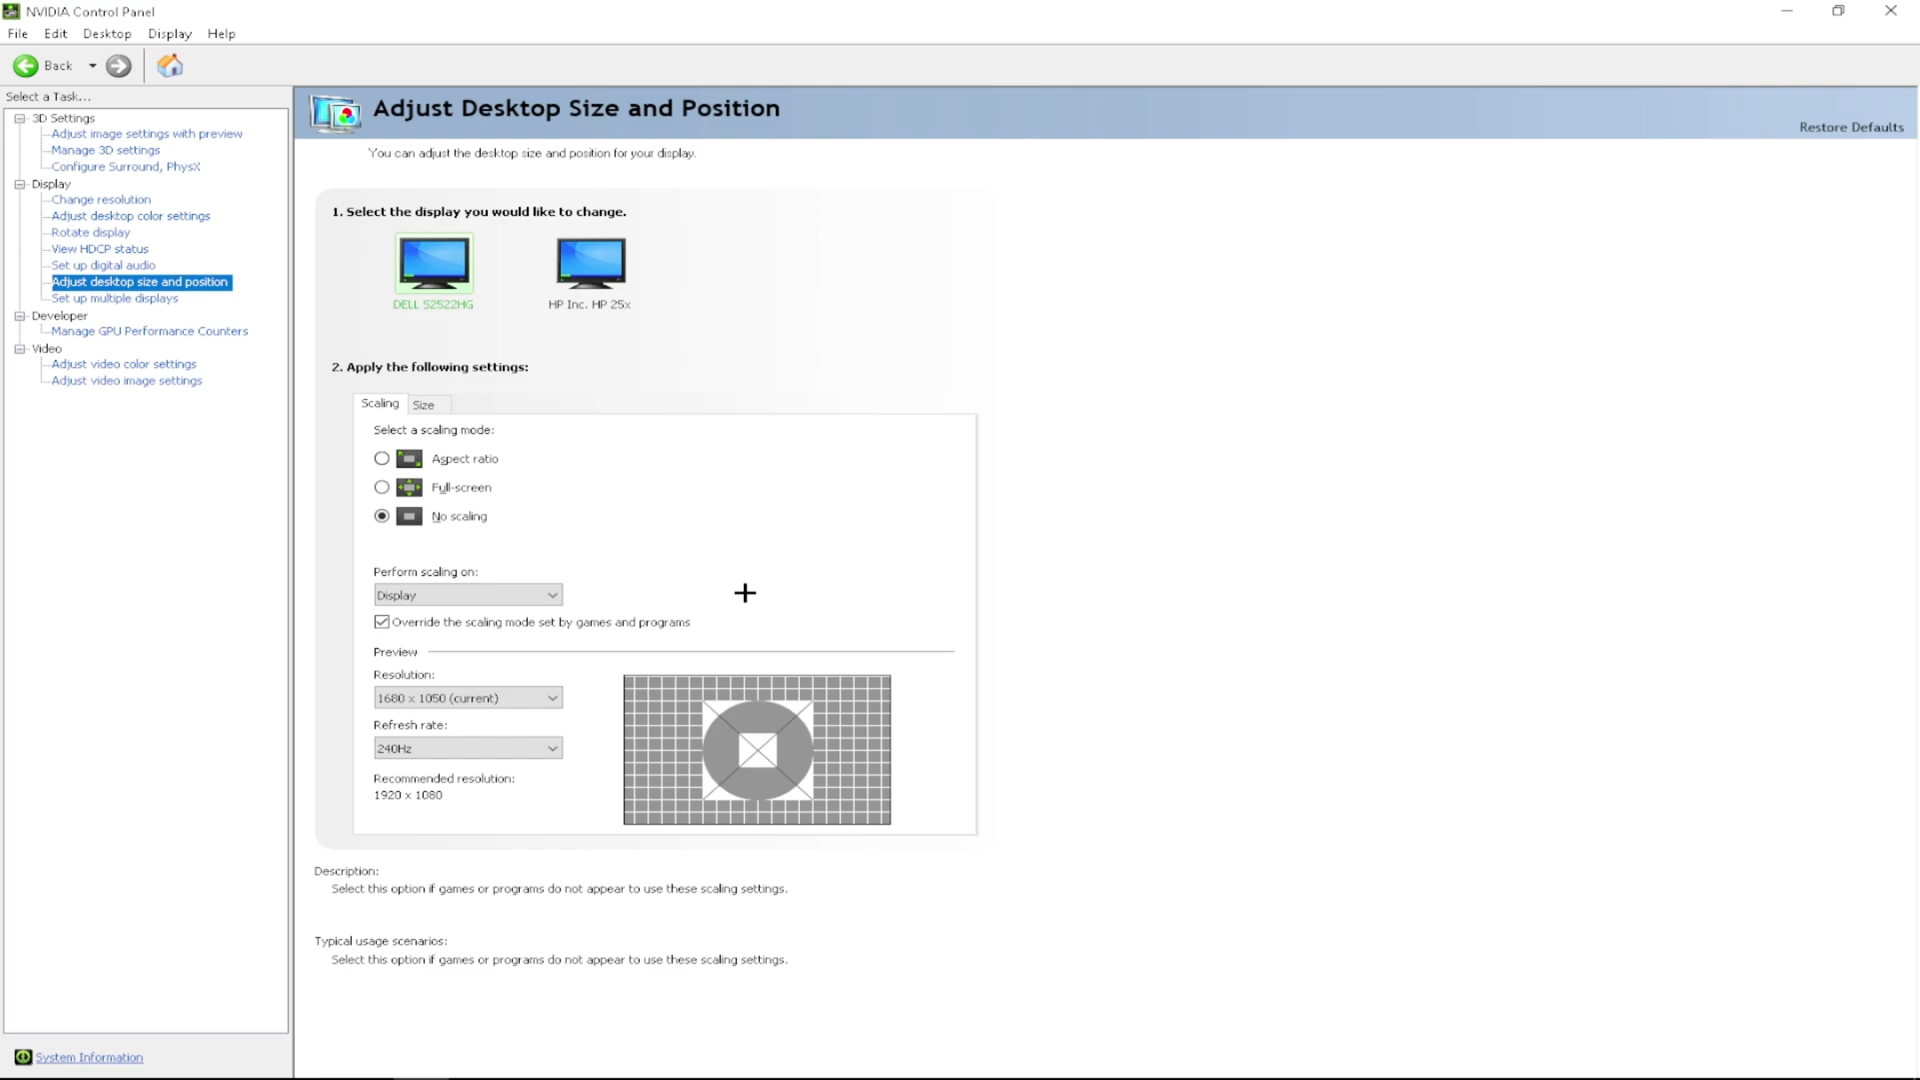 NVIDIA Control Panel
File Edit Desktop Display Help
Back
Select a Task...
3D Settings
Adjust image settings with preview
Manage 3D settings
Configure Surround, PhysX
Display
Change resolution
Adjust desktop color settings
Rotate display
View HDCP status
Set up digital audio
Adjust desktop size and position
Set up multiple displays
Developer
Manage GPU Performance Counters
Video
Adjust video color settings
Adjust video image settings
System Information
Adjust Desktop Size and Position
Restore Defaults
You can adjust the desktop size and position for your display.
1. Select the display you would like to change.
DELL S2522HG
HP Inc. HP 25x
2. Apply the following settings:
Scaling Size
Select a scaling mode:
Aspect ratio
Full-screen
No scaling
Perform scaling on:
Display
Override the scaling mode set by games and programs
Preview
Resolution:
1680 x 1050 (current)
Refresh rate:
240Hz
Recommended resolution:
1920 x 1080
Description:
Select this option if games or programs do not appear to use these scaling settings.
Typical usage scenarios:
Select this option if games or programs do not appear to use these scaling settings.